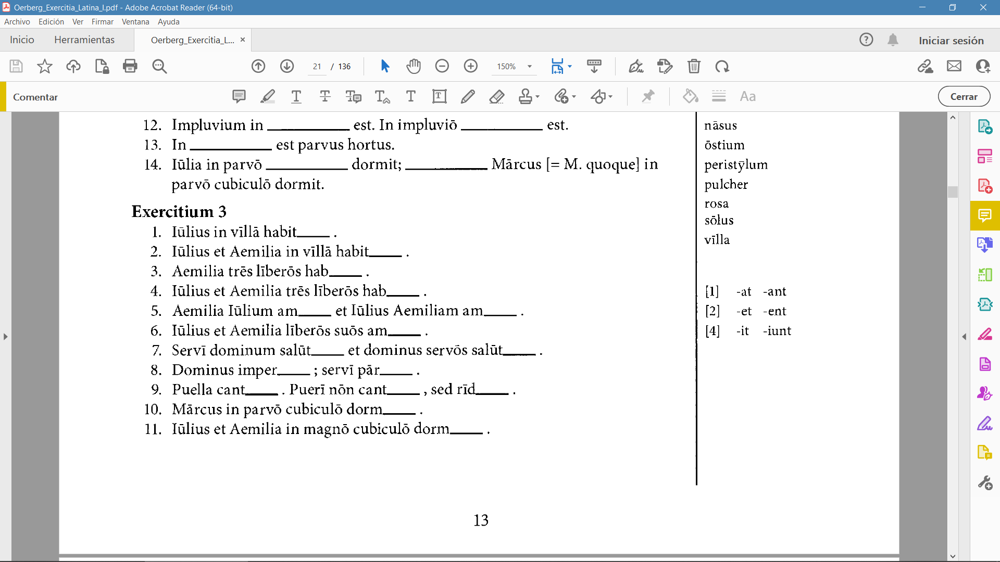 Oerberg_Exercitia_Latina_I.pdf - Adobe Acrobat Reader (64-bit)
Archivo Edición Ver Firmar Ventana Ayuda
Inicio Herramientas Oerberg_Exercitia_L... × Iniciar sesión
21 / 136 150%
Comentar Aa Cerrar
12. Impluvium in ______ est. In impluviō ______ est.
13. In ______ est parvus hortus.
14. Iūlia in parvō ______ dormit; ______ Mārcus [= M. quoque] in
parvō cubiculō dormit.
Exercitium 3
1. Iūlius in vīllā habit____ .
2. Iūlius et Aemilia in vīllā habit____ .
3. Aemilia trēs līberōs hab____ .
4. Iūlius et Aemilia trēs līberōs hab____ .
5. Aemilia Iūlium am____ et Iūlius Aemiliam am____ .
6. Iūlius et Aemilia līberōs suōs am____ .
7. Servī dominum salūt____ et dominus servōs salūt____ .
8. Dominus imper____ ; servī pār____ .
9. Puella cant____ . Puerī nōn cant____ , sed rīd____ .
10. Mārcus in parvō cubiculō dorm____ .
11. Iūlius et Aemilia in magnō cubiculō dorm____ .
nāsus
ōstium
peristȳlum
pulcher
rosa
sōlus
vīlla
[1] -at -ant
[2] -et -ent
[4] -it -iunt
13